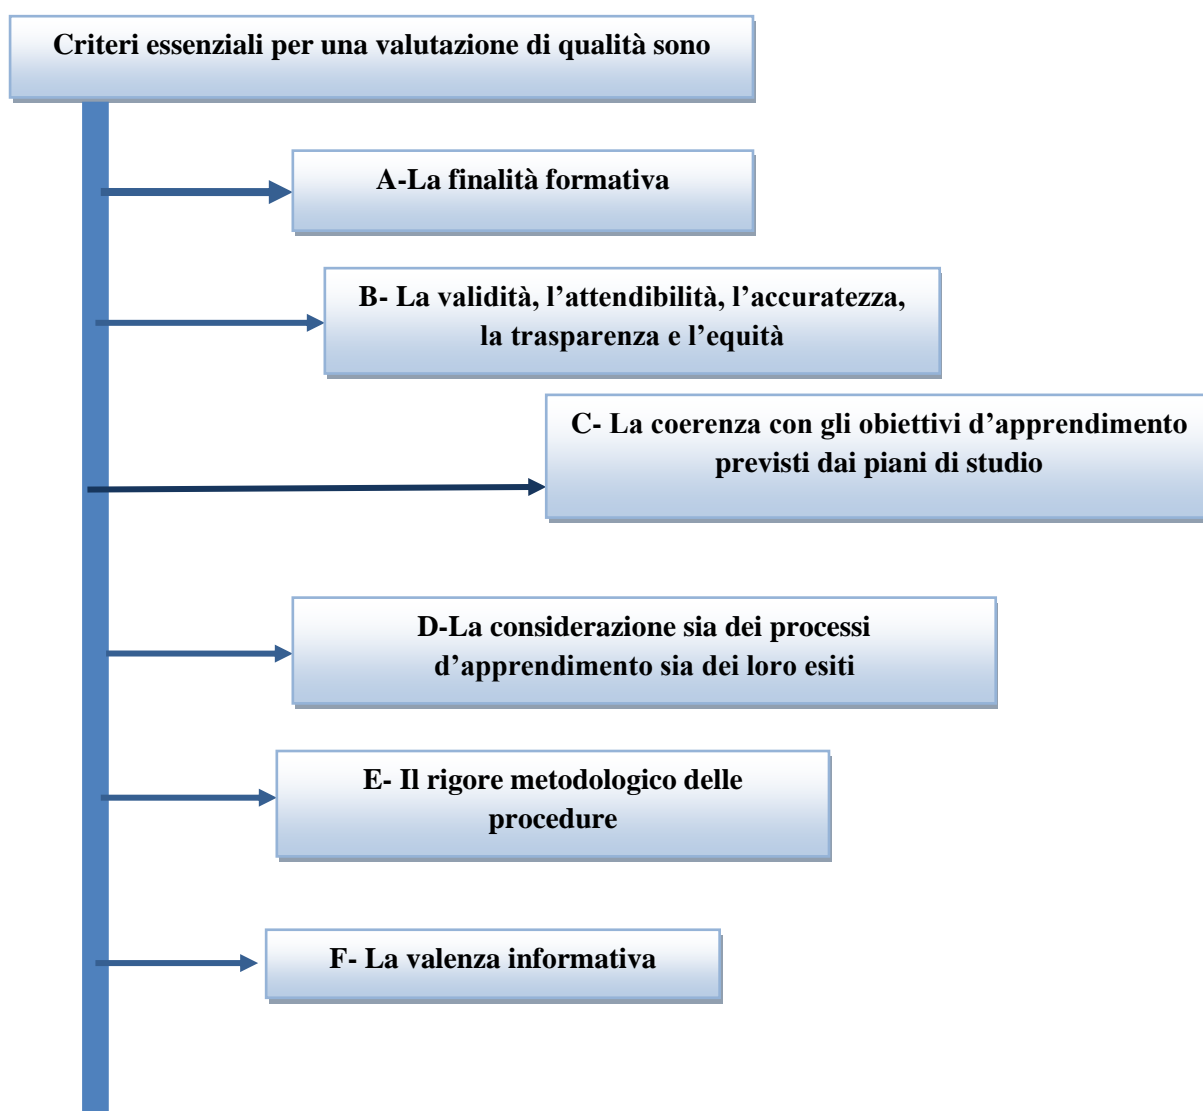 Criteri essenziali per una valutazione di qualità sono
A-La finalità formativa
B- La validità, l’attendibilità, l’accuratezza,
la trasparenza e l’equità
C- La coerenza con gli obiettivi d’apprendimento
previsti dai piani di studio
D-La considerazione sia dei processi
d’apprendimento sia dei loro esiti
E- Il rigore metodologico delle
procedure
F- La valenza informativa